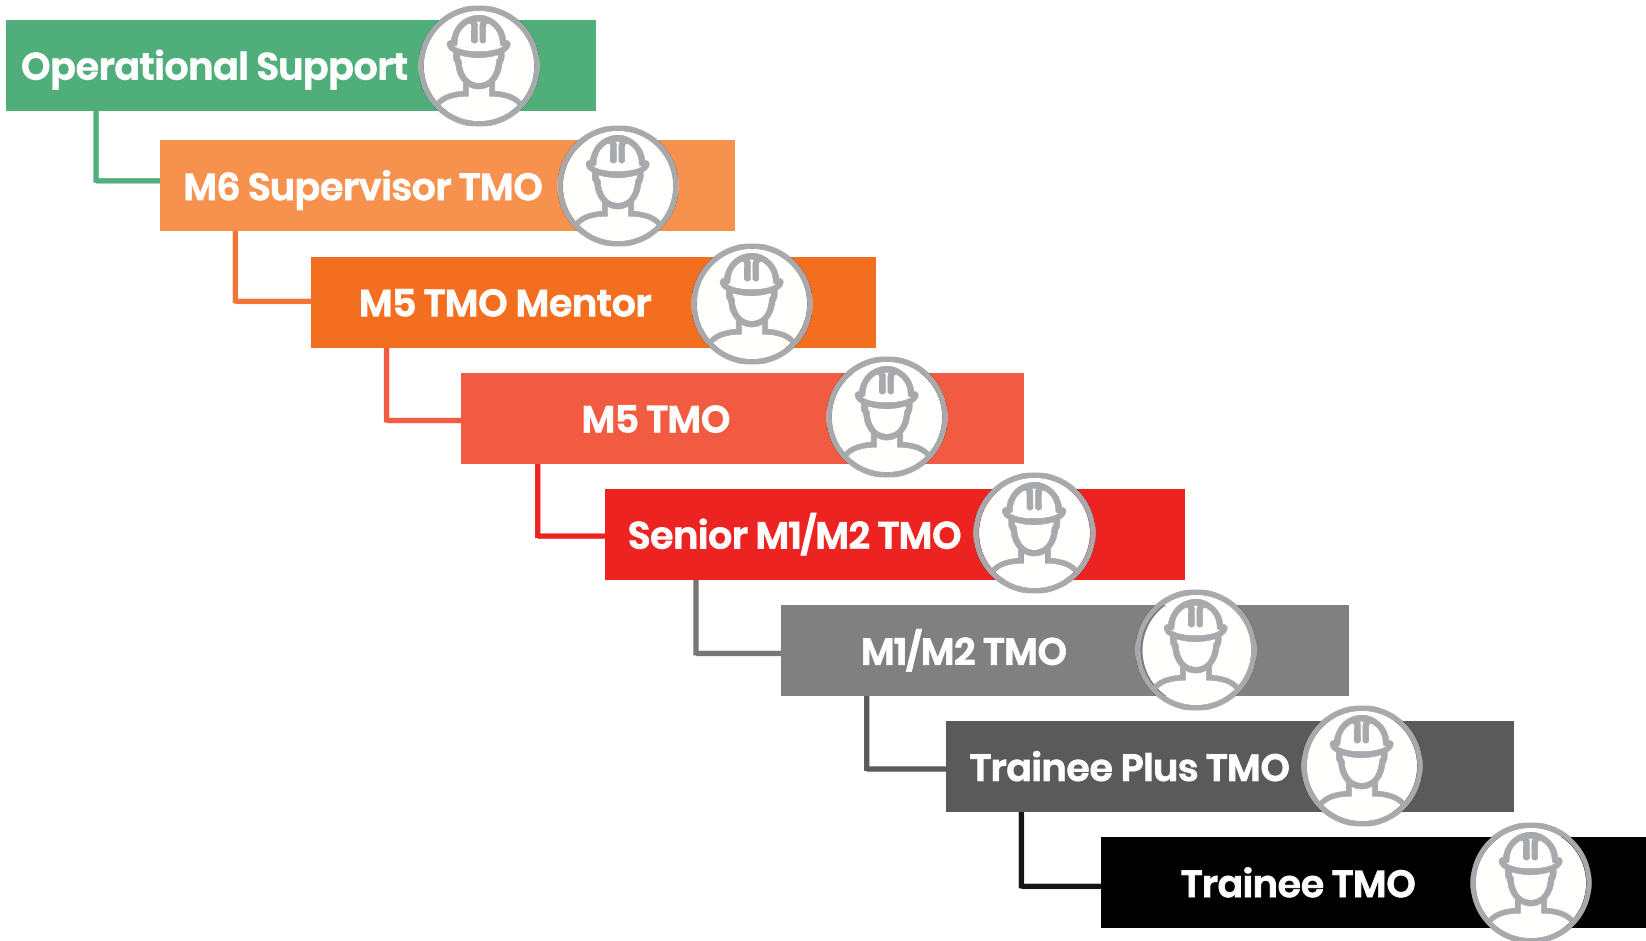 Operational Support
M6 Supervisor TMO
M5 TMO Mentor
M5 TMO
Senior M1/M2 TMO
M1/M2 TMO
Trainee Plus TMO
Trainee TMO